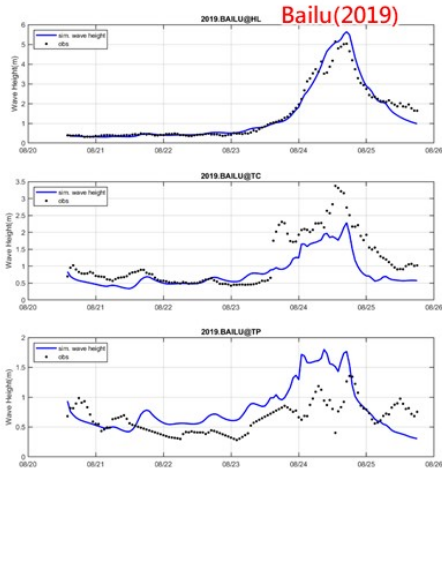 Bailu(2019)
2019.BAILU@HL
Wave Height(m)
6
5
4
3
2
1
0
sim. wave height
obs
08/20 08/21 08/22 08/23 08/24 08/25 08/26
2019.BAILU@TC
Wave Height(m)
3.5
3
2.5
2
1.5
1
0.5
0
sim. wave height
obs
08/20 08/21 08/22 08/23 08/24 08/25 08/26
2019.BAILU@TP
Wave Height(m)
2
1.5
1
0.5
0
sim. wave height
obs
08/20 08/21 08/22 08/23 08/24 08/25 08/26